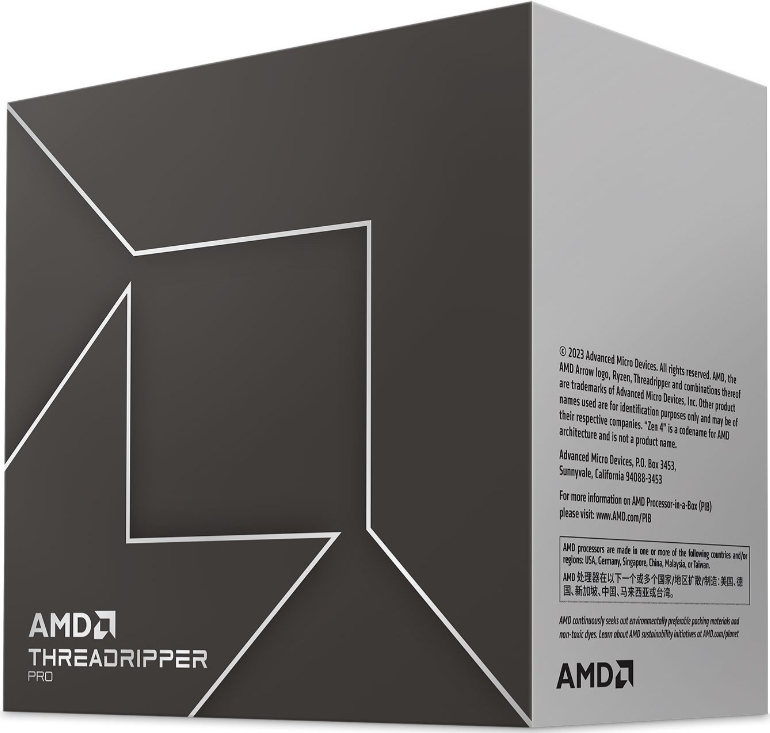 AMD
THREADRIPPER
PRO
© 2023 Advanced Micro Devices. All rights reserved. AMD, the
AMD Arrow logo, Ryzen, Threadripper and combinations thereof
are trademarks of Advanced Micro Devices, Inc. Other product
names used are for identification purposes only and may be of
their respective companies. "Zen 4" is a codename for AMD
architecture and is not a product name.
Advanced Micro Devices, P.O. Box 3453,
Sunnyvale, California 94088-3453
For more information on AMD Processor-in-a-Box (PIB)
please visit: www.AMD.com/PIB
AMD processors are made in one or more of the following countries and/or
regions: USA, Germany, Singapore, China, Malaysia, or Taiwan.
AMD 处理器在以下一个或多个国家/地区扩散/制造：美国、德
国、新加坡、中国、马来西亚或台湾。
AMD continuously seeks out environmentally preferable packing materials and
non-toxic dyes. Learn about AMD sustainability initiatives at AMD.com/planet
AMD